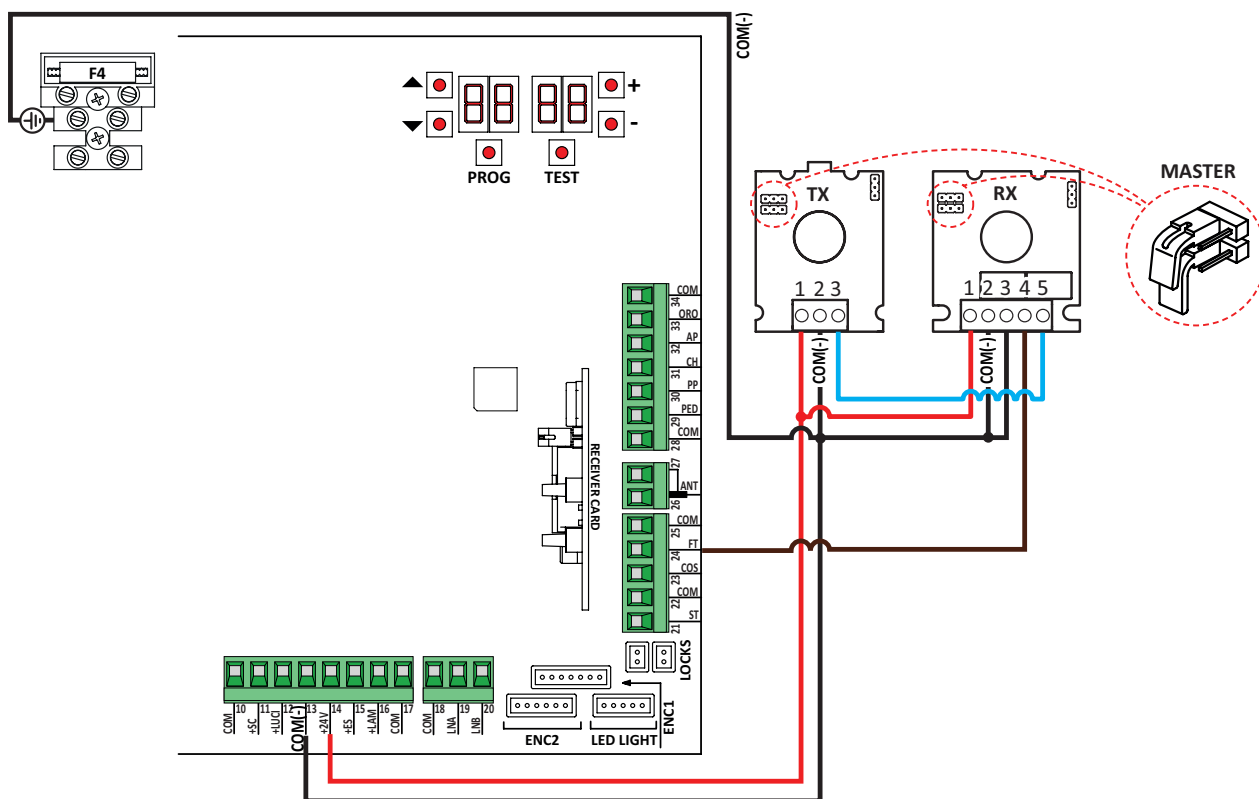 COM(-)
F4
+
-
PROG
TEST
TX
RX
MASTER
1 2 3
1 2 3 4 5
COM(-)
COM(-)
COM
34
ORO
33
AP
32
CH
31
PP
30
PED
29
COM
28
27
ANT
26
COM
25
FT
24
COS
23
COM
22
ST
21
RECEIVER CARD
LOCKS
ENC1
ENC2
LED LIGHT
10
11
12
13
14
15
16
17
18
19
20
COM
+SC
+LUCI
COM(-)
+24V
+ES
+LAM
COM
COM
LNA
LNB